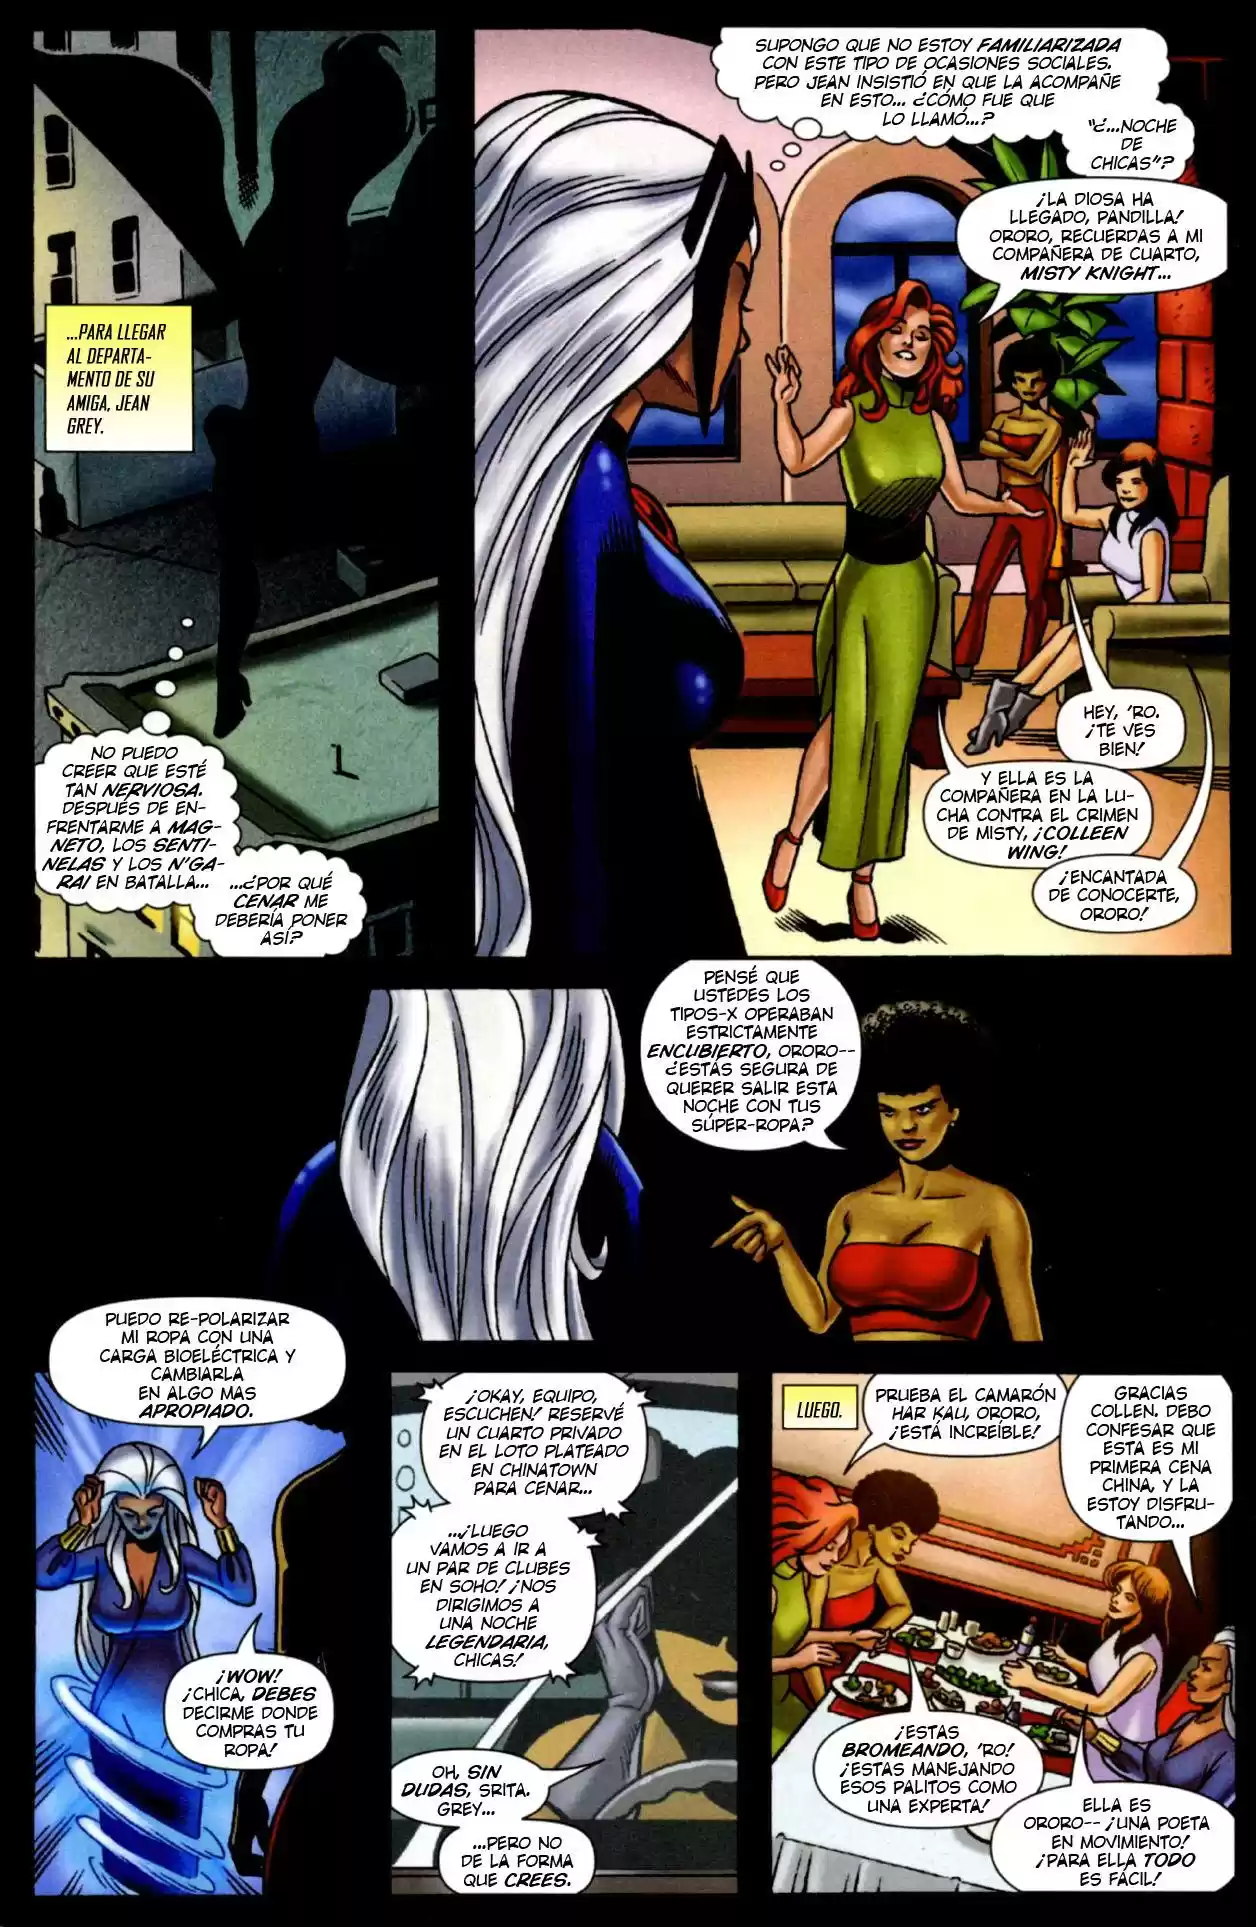 ...PARA LLEGAR
AL DEPARTA-
MENTO DE SU
AMIGA, JEAN
GREY.
NO PUEDO
CREER QUE ESTÉ
TAN NERVIOSA.
DESPUÉS DE EN-
FRENTARME A MAG-
NETO, LOS SENTI-
NELAS Y LOS N'GA-
RAI EN BATALLA...
...¿POR QUÉ
CENAR ME
DEBERÍA PONER
ASÍ?
SUPONGO QUE NO ESTOY FAMILIARIZADA
CON ESTE TIPO DE OCASIONES SOCIALES.
PERO JEAN INSISTIÓ EN QUE LA ACOMPAÑE
EN ESTO... ¿CÓMO FUE QUE
LO LLAMÓ...?
"¿...NOCHE
DE
CHICAS"?
¡LA DIOSA HA
LLEGADO, PANDILLA!
ORORO, RECUERDAS A MI
COMPAÑERA DE CUARTO,
MISTY KNIGHT...
HEY, 'RO.
¡TE VES
BIEN!
Y ELLA ES LA
COMPAÑERA EN LA LU-
CHA CONTRA EL CRIMEN
DE MISTY, ¡COLLEEN
WING!
¡ENCANTADA
DE CONOCERTE,
ORORO!
PENSÉ QUE
USTEDES LOS
TIPOS-X OPERABAN
ESTRICTAMENTE
ENCUBIERTO, ORORO--
¿ESTÁS SEGURA DE
QUERER SALIR ESTA
NOCHE CON TUS
SÚPER-ROPA?
PUEDO RE-POLARIZAR
MI ROPA CON UNA
CARGA BIOELÉCTRICA Y
CAMBIARLA
EN ALGO MAS
APROPIADO.
¡WOW!
¡CHICA, DEBES
DECIRME DONDE
COMPRAS TU
ROPA!
¡OKAY, EQUIPO,
ESCUCHEN! RESERVÉ
UN CUARTO PRIVADO
EN EL LOTO PLATEADO
EN CHINATOWN
PARA CENAR...
...¡LUEGO
VAMOS A IR A
UN PAR DE CLUBES
EN SOHO! ¡NOS
DIRIGIMOS A
UNA NOCHE
LEGENDARIA,
CHICAS!
OH, SIN
DUDAS, SRITA.
GREY...
...PERO NO
DE LA FORMA
QUE CREES.
LUEGO.
PRUEBA EL CAMARÓN
HAR KAU, ORORO,
¡ESTÁ INCREÍBLE!
GRACIAS
COLLEN. DEBO
CONFESAR QUE
ESTA ES MI
PRIMERA CENA
CHINA, Y LA
ESTOY DISFRU-
TANDO...
¡ESTAS
BROMEANDO, 'RO!
¡ESTAS MANEJANDO
ESOS PALITOS COMO
UNA EXPERTA!
ELLA ES
ORORO-- ¡UNA POETA
EN MOVIMIENTO!
¡PARA ELLA TODO
ES FÁCIL!